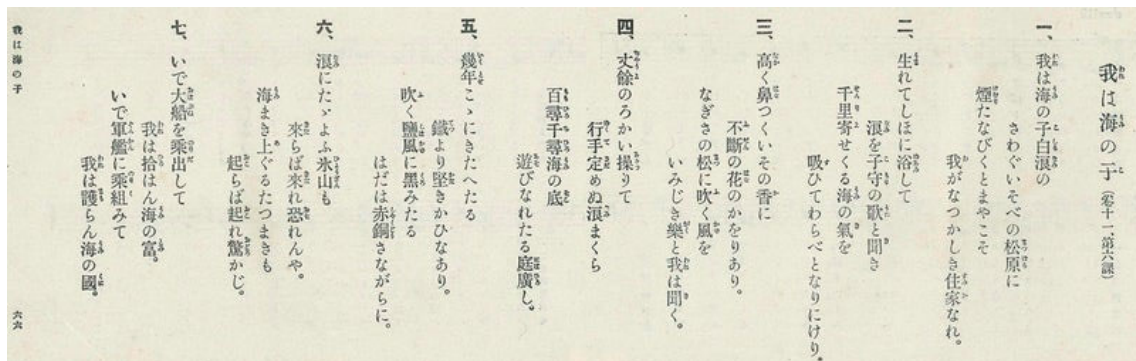 我は海の子(卷十一、第六課)
一、我は海の子白浪の
さわぐいそべの松原に
煙たなびくとまやこそ
我がなつかしき住家なれ。
二、生れてしほに浴して
浪を子守の歌と聞き
千里寄せくる海の氣を
吸ひてわらべとなりにけり。
三、高く鼻つくいその香に
不斷の花のかをりあり。
なぎさの松に吹く風を
いみじき樂と我は聞く。
四、丈餘のろかい操りて
行手定めぬ浪まくら
百尋千尋海の底
遊びなれたる庭廣し。
五、幾年こゝにきたへたる
鐵より堅きかひなあり。
吹く鹽風に黑みたる
はだは赤銅さながらに。
六、浪にたゞよふ氷山も
來らば來れ恐れんや。
海まき上ぐるたつまきも
起らば起れ驚かじ。
七、いで大船を乘出して
我は拾はん海の富。
いで軍艦に乘組みて
我は護らん海の國。
我は海の子
六六